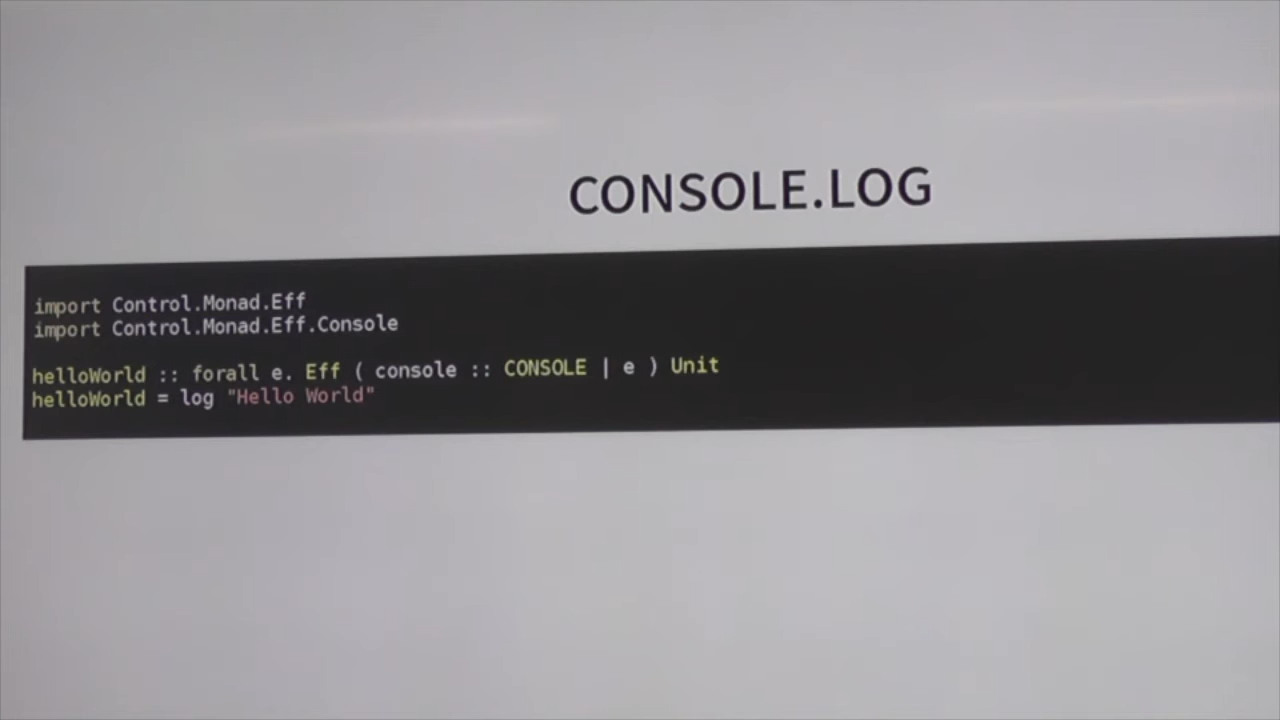 CONSOLE.LOG
import Control.Monad.Eff
import Control.Monad.Eff.Console
helloWorld :: forall e. Eff ( console :: CONSOLE | e ) Unit
helloWorld = log "Hello World"